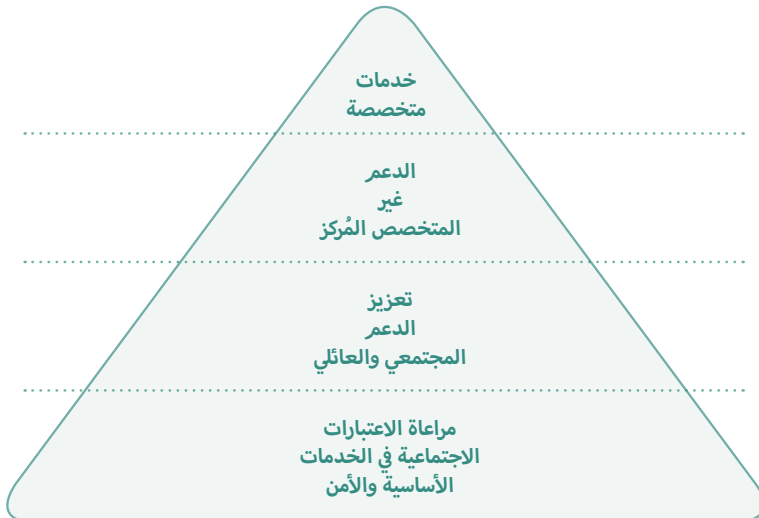 خدمات
متخصصة
الدعم
غير
المتخصص المُركز
تعزيز
الدعم
المجتمعي والعائلي
مراعاة الاعتبارات
الاجتماعية في الخدمات
الأساسية والأمن